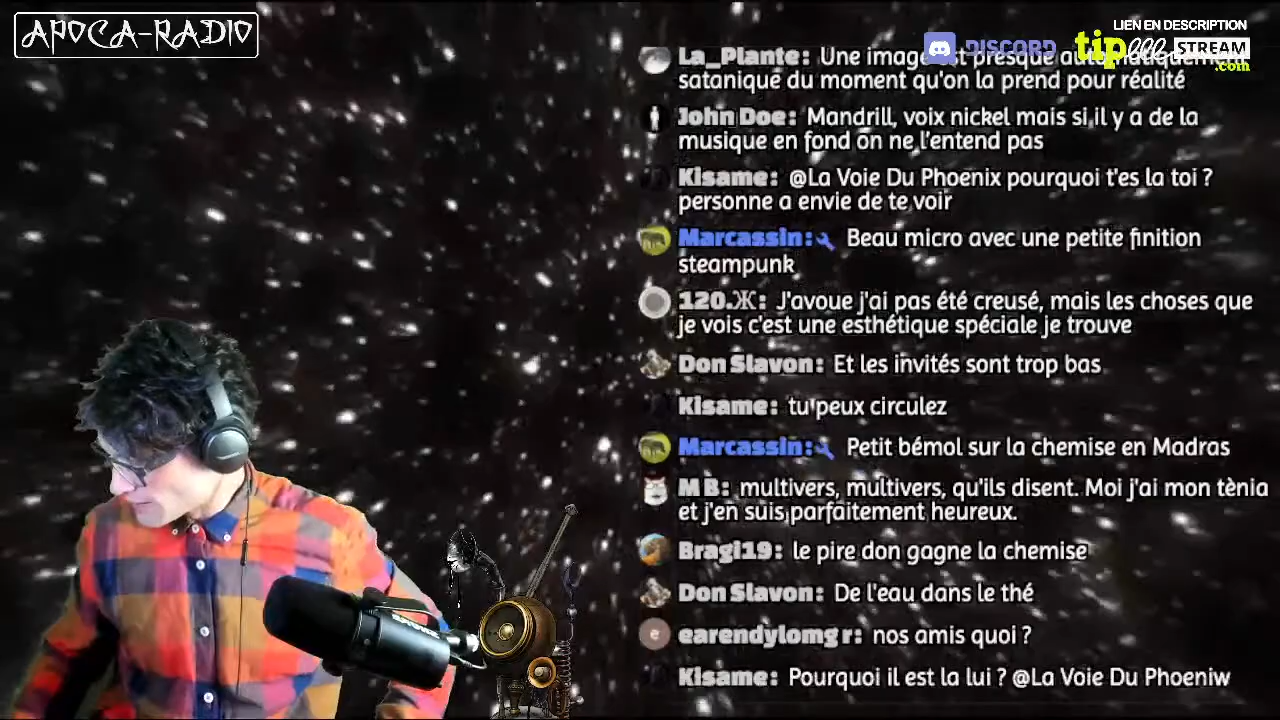 APOCA-RADIO
LIEN EN DESCRIPTION
DISCORD
tipeee STREAM
.com
La_Plante: Une image est presque automatiquement
satanique du moment qu'on la prend pour réalité
John Doe: Mandrill, voix nickel mais si il y a de la
musique en fond on ne l'entend pas
Kisame: @La Voie Du Phoenix pourquoi t'es la toi ?
personne a envie de te voir
Marcassin: Beau micro avec une petite finition
steampunk
120.Ж: J'avoue j'ai pas été creusé, mais les choses que
je vois c'est une esthétique spéciale je trouve
Don Slavon: Et les invités sont trop bas
Kisame: tu peux circulez
Marcassin: Petit bémol sur la chemise en Madras
M B: multivers, multivers, qu'ils disent. Moi j'ai mon tènia
et j'en suis parfaitement heureux.
Bragi19: le pire don gagne la chemise
Don Slavon: De l'eau dans le thé
e
earendylomg r: nos amis quoi ?
Kisame: Pourquoi il est la lui ? @La Voie Du Phoeniw